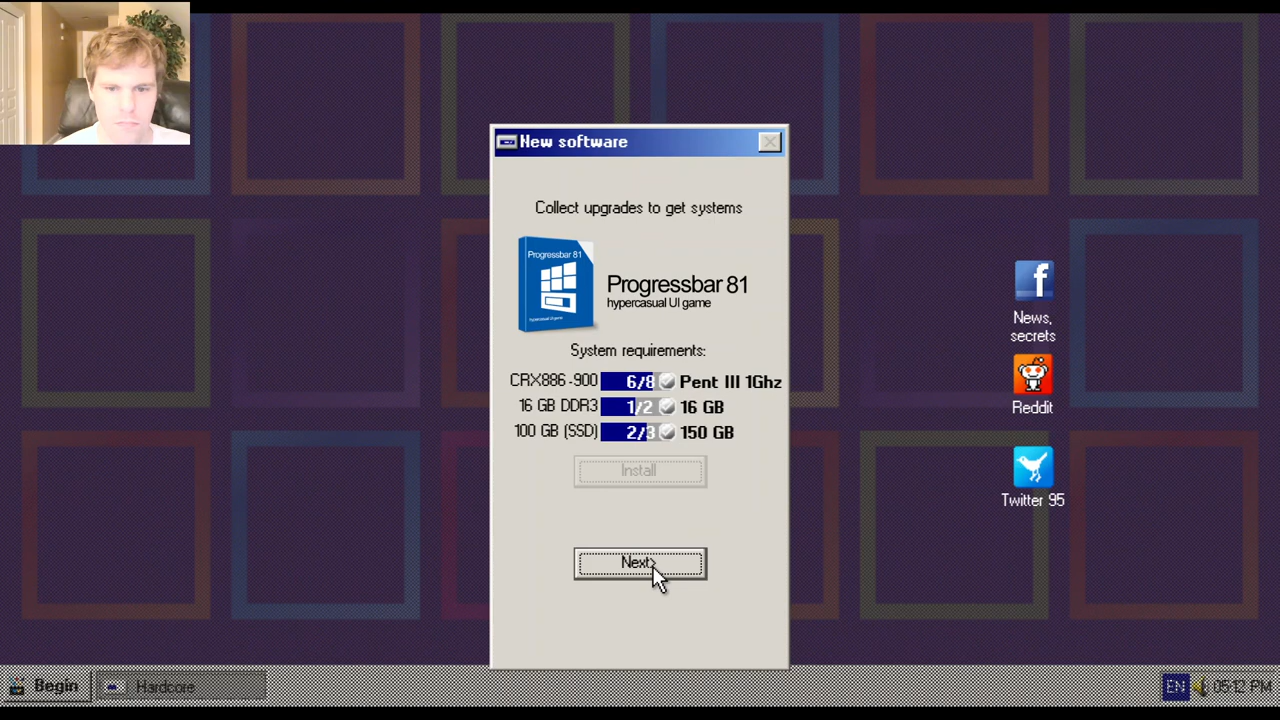 New software
Collect upgrades to get systems
Progressbar 81
Progressbar 81
hypercasual UI game
System requirements:
CRX886-900 6/8 Pent III 1Ghz
16 GB DDR3 1/2 16 GB
100 GB (SSD) 2/3 150 GB
Install
Next>
News,
secrets
Reddit
Twitter 95
Begin
Hardcore
EN
05:12 PM